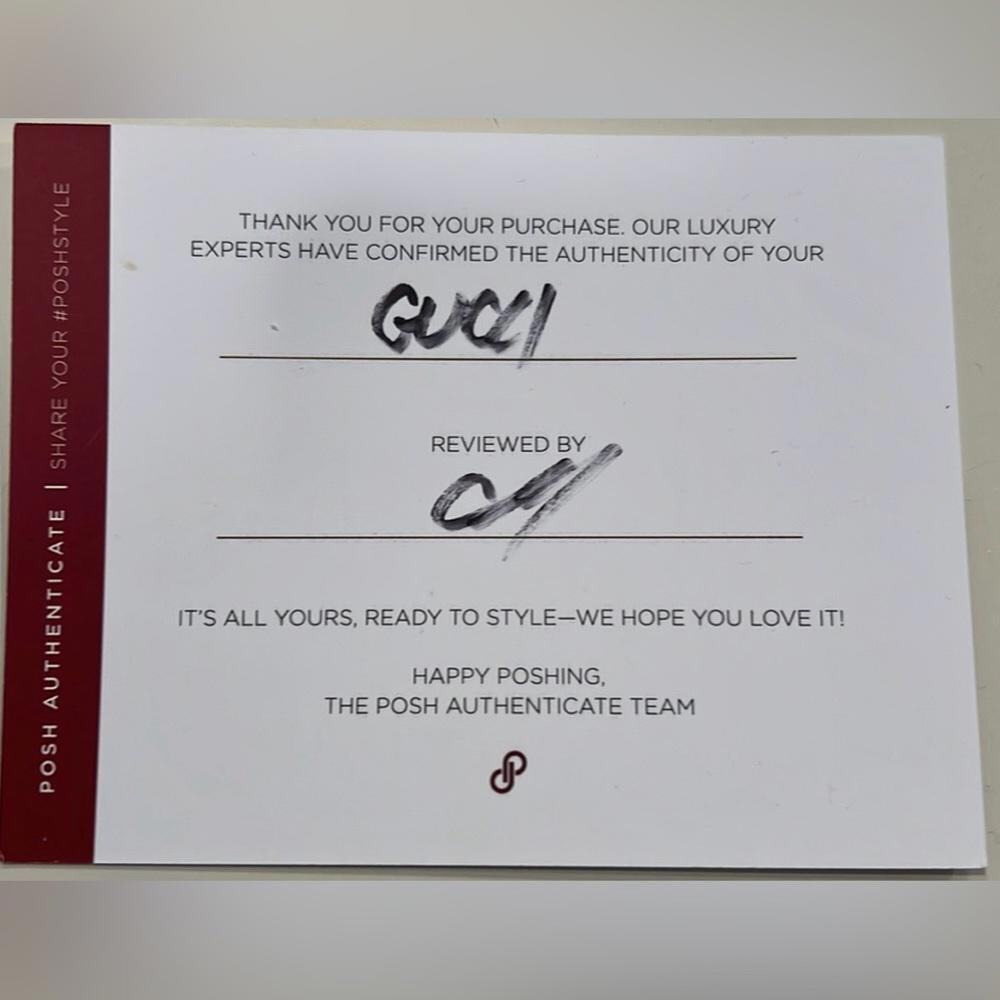 THANK YOU FOR YOUR PURCHASE. OUR LUXURY
EXPERTS HAVE CONFIRMED THE AUTHENTICITY OF YOUR
GUCCI
REVIEWED BY
IT'S ALL YOURS, READY TO STYLE—WE HOPE YOU LOVE IT!
HAPPY POSHING,
THE POSH AUTHENTICATE TEAM
POSH AUTHENTICATE | SHARE YOUR #POSHSTYLE